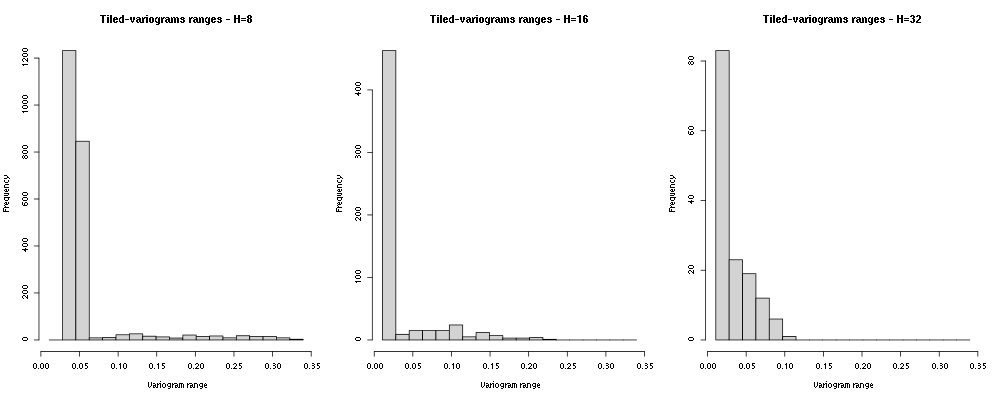 Tiled-variograms ranges - H=8
Frequency
1200
1000
800
600
400
200
0
0.00 0.05 0.10 0.15 0.20 0.25 0.30 0.35
Variogram range
Tiled-variograms ranges - H=16
Frequency
400
300
200
100
0
0.00 0.05 0.10 0.15 0.20 0.25 0.30 0.35
Variogram range
Tiled-variograms ranges - H=32
Frequency
80
60
40
20
0
0.00 0.05 0.10 0.15 0.20 0.25 0.30 0.35
Variogram range